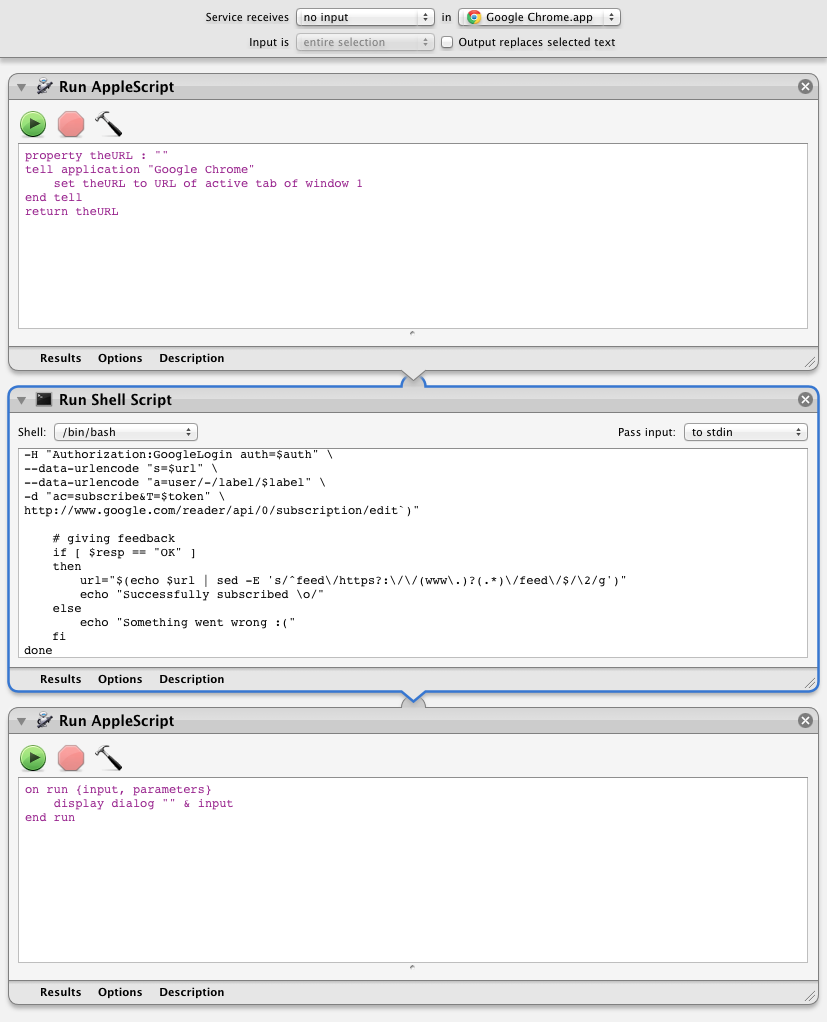 Service receives no input in Google Chrome.app
Input is entire selection Output replaces selected text
Run AppleScript
property theURL : ""
tell application "Google Chrome"
    set theURL to URL of active tab of window 1
end tell
return theURL
Results Options Description
Run Shell Script
Shell: /bin/bash Pass input: to stdin
-H "Authorization:GoogleLogin auth=$auth" \
--data-urlencode "s=$url" \
--data-urlencode "a=user/-/label/$label" \
-d "ac=subscribe&T=$token" \
http://www.google.com/reader/api/0/subscription/edit`)"
    # giving feedback
    if [ $resp == "OK" ]
    then
        url="$(echo $url | sed -E 's/^feed\/https?:\/\/(www\.)?(.*)\/feed\/$/\2/g')"
        echo "Successfully subscribed \o/"
    else
        echo "Something went wrong :("
    fi
done
Results Options Description
Run AppleScript
on run {input, parameters}
    display dialog "" & input
end run
Results Options Description